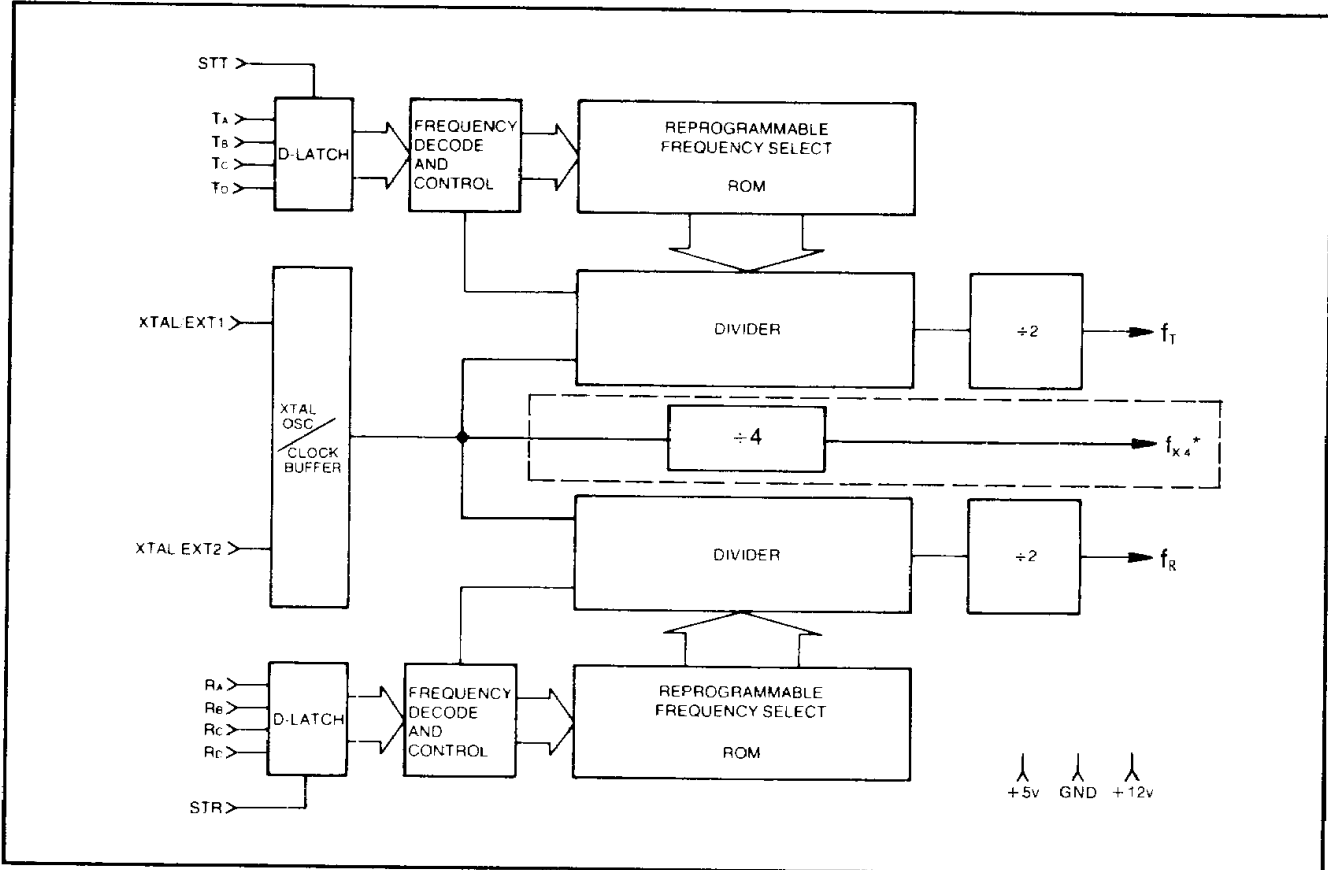 STT
TA
TB
TC
TD
D-LATCH
FREQUENCY
DECODE
AND
CONTROL
REPROGRAMMABLE
FREQUENCY SELECT
ROM
XTAL/EXT1
XTAL
OSC
CLOCK
BUFFER
XTAL/EXT2
DIVIDER
÷2
fT
÷4
fX4*
DIVIDER
÷2
fR
RA
RB
RC
RD
D-LATCH
STR
FREQUENCY
DECODE
AND
CONTROL
REPROGRAMMABLE
FREQUENCY SELECT
ROM
+5v GND +12v